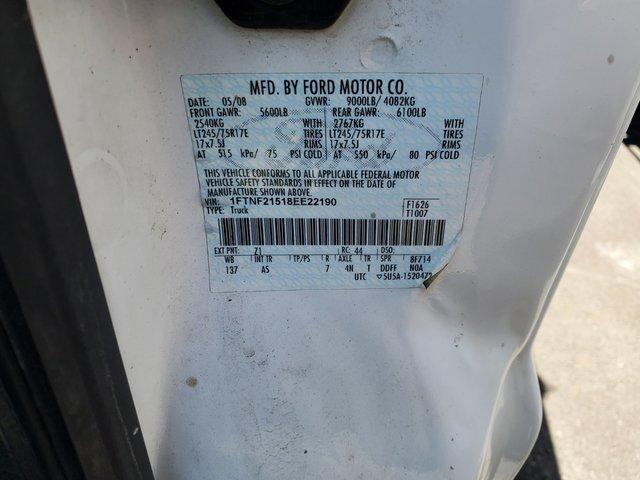 MFD. BY FORD MOTOR CO.
DATE: 05/08 GVWR: 9000LB/ 4082KG
FRONT GAWR: 5600LB REAR GAWR: 6100LB
2540KG WITH 2767KG WITH
LT245/75R17E TIRES LT245/75R17E TIRES
17x7.5J RIMS 17x7.5J RIMS
AT 515 kPa/ 75 PSI COLD AT 550 kPa/ 80 PSI COLD
THIS VEHICLE CONFORMS TO ALL APPLICABLE FEDERAL MOTOR
VEHICLE SAFETY STANDARDS IN EFFECT ON THE DATE OF
MANUFACTURE SHOWN ABOVE.
VIN: 1FTNF21518EE22190 F1626
TYPE: Truck T1007
EXT PNT: Z1 RC: 44 DSO:
WB INT TR TP/PS R AXLE TR SPR 8F714
137 AS 7 4N T DDFF NOA
UTC ▽5U5A-1520472